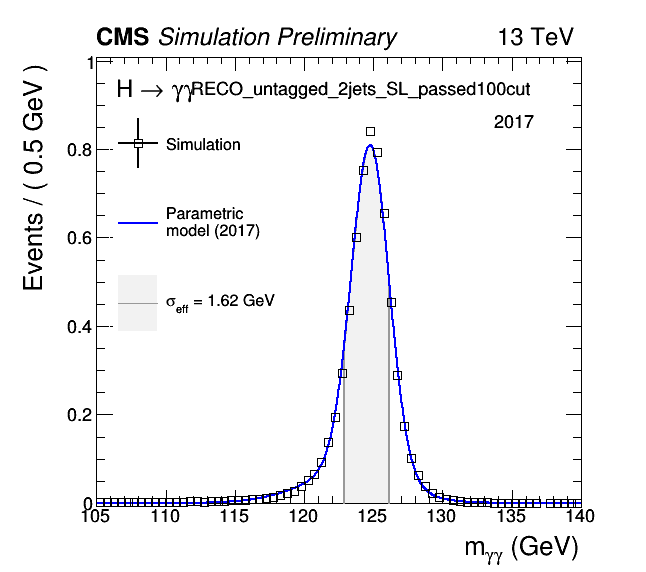 CMS Simulation Preliminary 13 TeV
Events / ( 0.5 GeV )
1
0.8
0.6
0.4
0.2
0
H → γγRECO_untagged_2jets_SL_passed100cut
2017
Simulation
Parametric
model (2017)
σeff = 1.62 GeV
105 110 115 120 125 130 135 140
mγγ (GeV)